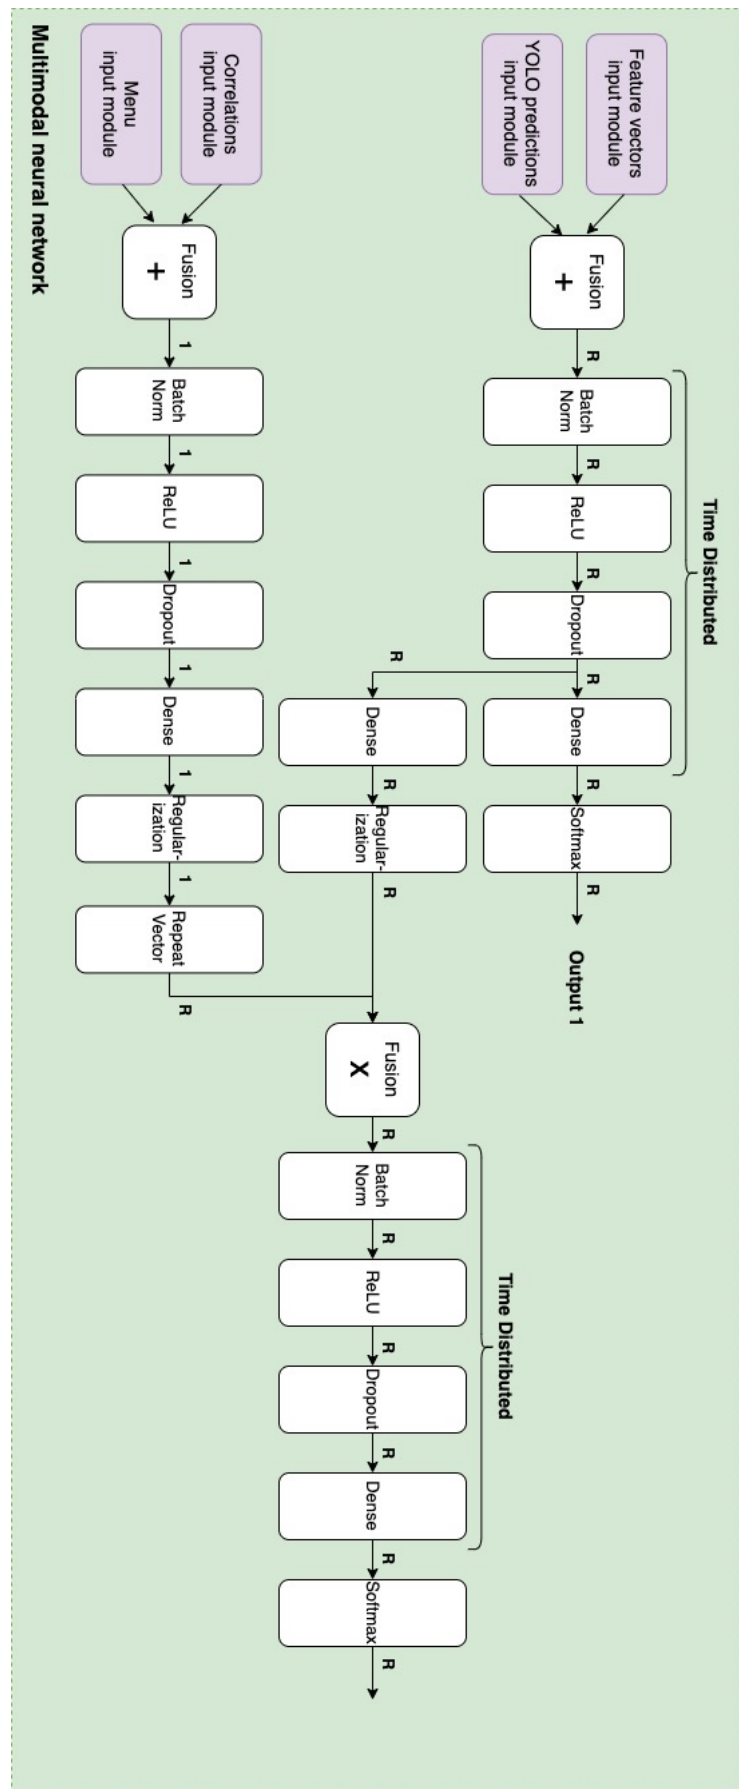 Feature vectors
input module
YOLO predictions
input module
Fusion
+
R
Time Distributed
Batch
Norm
R
ReLU
R
Dropout
R
Dense
R
Softmax
R
Output 1
R
Dense
R
Regular-
ization
R
Correlations
input module
Menu
input module
Fusion
+
1
Batch
Norm
1
ReLU
1
Dropout
1
Dense
1
Regular-
ization
1
Repeat
Vector
R
Fusion
X
R
Time Distributed
Batch
Norm
R
ReLU
R
Dropout
R
Dense
R
Softmax
R
Multimodal neural network